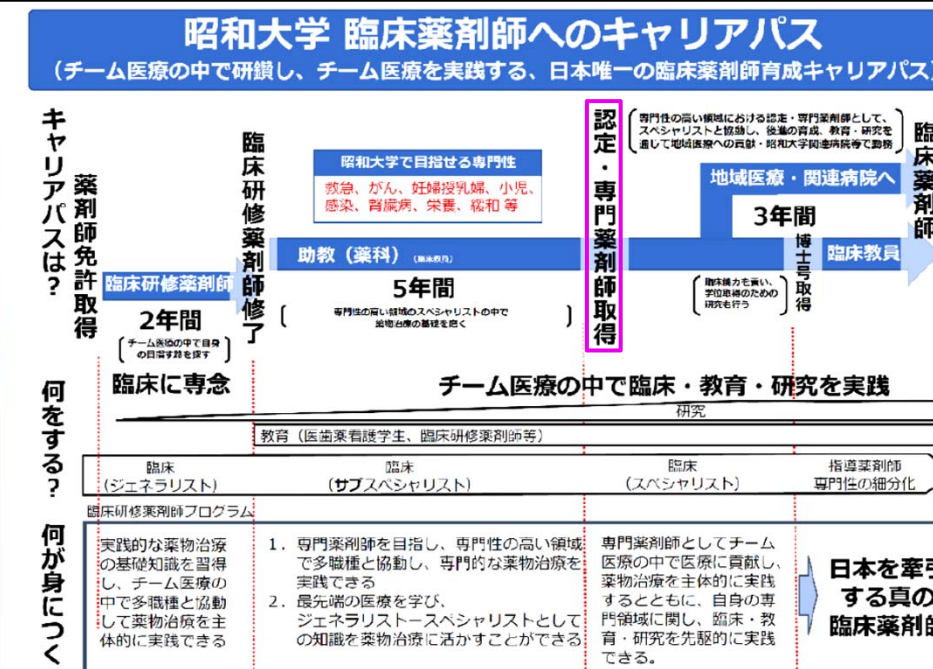 昭和大学 臨床薬剤師へのキャリアパス
(チーム医療の中で研鑽し、チーム医療を実践する、日本唯一の臨床薬剤師育成キャリアパス)
キャリアパスは?
薬剤師免許取得
臨床研修薬剤師
2年間
チーム医療の中で自身
の目指す姿を探す
臨床研修薬剤師修了
昭和大学で目指せる専門性
救急、がん、妊婦授乳婦、小児、
感染、腎臓病、栄養、緩和 等
助教(薬科)(臨床教員)
5年間
専門性の高い領域のスペシャリストの中で
薬物治療の基礎を磨く
認定・専門薬剤師取得
専門性の高い領域における認定・専門薬剤師として、
スペシャリストと協動し、後進の育成、教育・研究を
通して地域医療への貢献・昭和大学関連病院等で勤務
地域医療・関連病院へ
3年間
臨床能力を養い、
学位取得のための
研究も行う
博士号取得
臨床教員
臨床薬剤師
何をする?
臨床に専念
チーム医療の中で臨床・教育・研究を実践
研究
教育(医歯薬看護学生、臨床研修薬剤師等)
臨床
(ジェネラリスト)
臨床
(サブスペシャリスト)
臨床
(スペシャリスト)
指導薬剤師
専門性の細分化
臨床研修薬剤師プログラム
何が身につく
実践的な薬物治療
の基礎知識を習得
し、チーム医療の
中で多職種と協動
して薬物治療を主
体的に実践できる
1. 専門薬剤師を目指し、専門性の高い領域
で多職種と協動し、専門的な薬物治療を
実践できる
2. 最先端の医療を学び、
ジェネラリストースペシャリストとして
の知識を薬物治療に活かすことができる
専門薬剤師としてチーム
医療の中で医療に貢献し、
薬物治療を主体的に実践
するとともに、自身の専
門領域に関し、臨床・教
育・研究を先駆的に実践
できる。
日本を牽引
する真の
臨床薬剤師